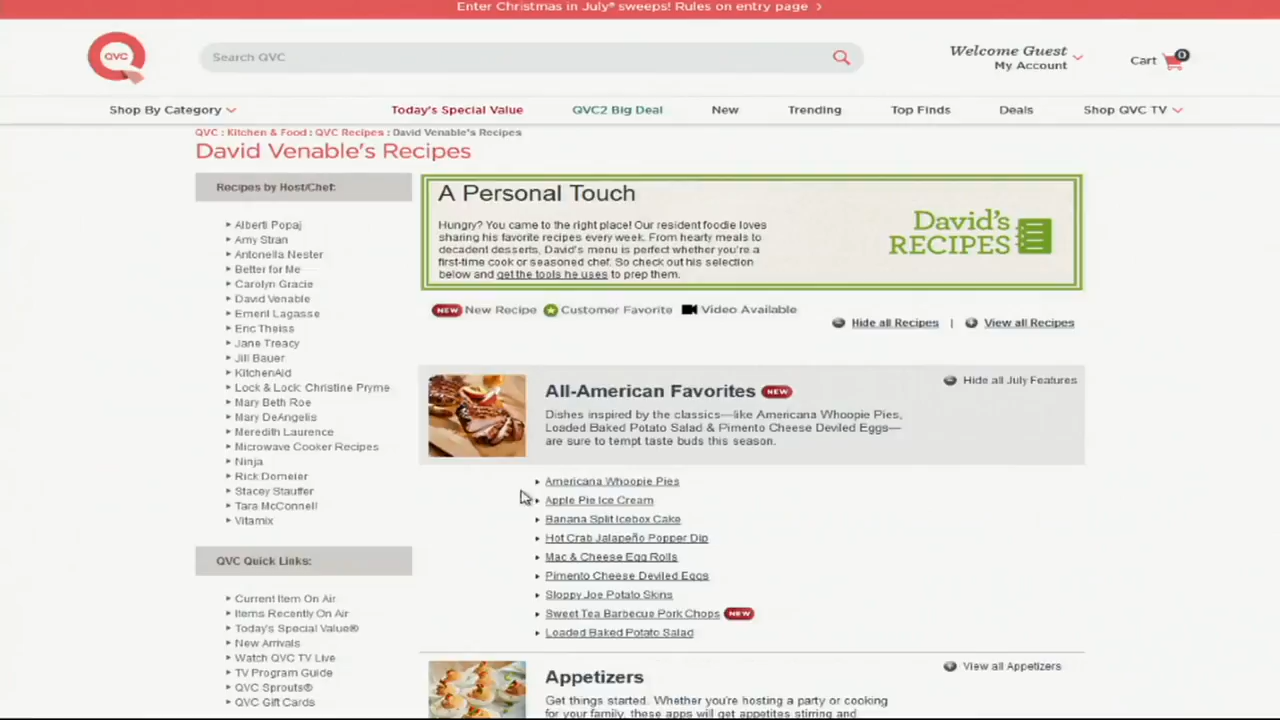 Enter Christmas in July® sweeps! Rules on entry page >
QVC
Search QVC
Welcome Guest
My Account
Cart
0
Shop By Category
Today's Special Value
QVC2 Big Deal
New
Trending
Top Finds
Deals
Shop QVC TV
QVC : Kitchen & Food : QVC Recipes : David Venable's Recipes
David Venable's Recipes
Recipes by Host/Chef:
Alberti Popaj
Amy Stran
Antonella Nester
Better for Me
Carolyn Gracie
David Venable
Emeril Lagasse
Eric Theiss
Jane Treacy
Jill Bauer
KitchenAid
Lock & Lock: Christine Pryme
Mary Beth Roe
Mary DeAngelis
Meredith Laurence
Microwave Cooker Recipes
Ninja
Rick Domeier
Stacey Stauffer
Tara McConnell
Vitamix
QVC Quick Links:
Current Item On Air
Items Recently On Air
Today's Special Value®
New Arrivals
Watch QVC TV Live
TV Program Guide
QVC Sprouts®
QVC Gift Cards
A Personal Touch
Hungry? You came to the right place! Our resident foodie loves
sharing his favorite recipes every week. From hearty meals to
decadent desserts, David's menu is perfect whether you're a
first-time cook or seasoned chef. So check out his selection
below and get the tools he uses to prep them.
David's
RECIPES
NEW New Recipe Customer Favorite Video Available
Hide all Recipes | View all Recipes
All-American Favorites NEW
Hide all July Features
Dishes inspired by the classics—like Americana Whoopie Pies,
Loaded Baked Potato Salad & Pimento Cheese Deviled Eggs—
are sure to tempt taste buds this season.
Americana Whoopie Pies
Apple Pie Ice Cream
Banana Split Icebox Cake
Hot Crab Jalapeño Popper Dip
Mac & Cheese Egg Rolls
Pimento Cheese Deviled Eggs
Sloppy Joe Potato Skins
Sweet Tea Barbecue Pork Chops NEW
Loaded Baked Potato Salad
Appetizers
View all Appetizers
Get things started. Whether you're hosting a party or cooking
for your family, these apps will get appetites stirring and